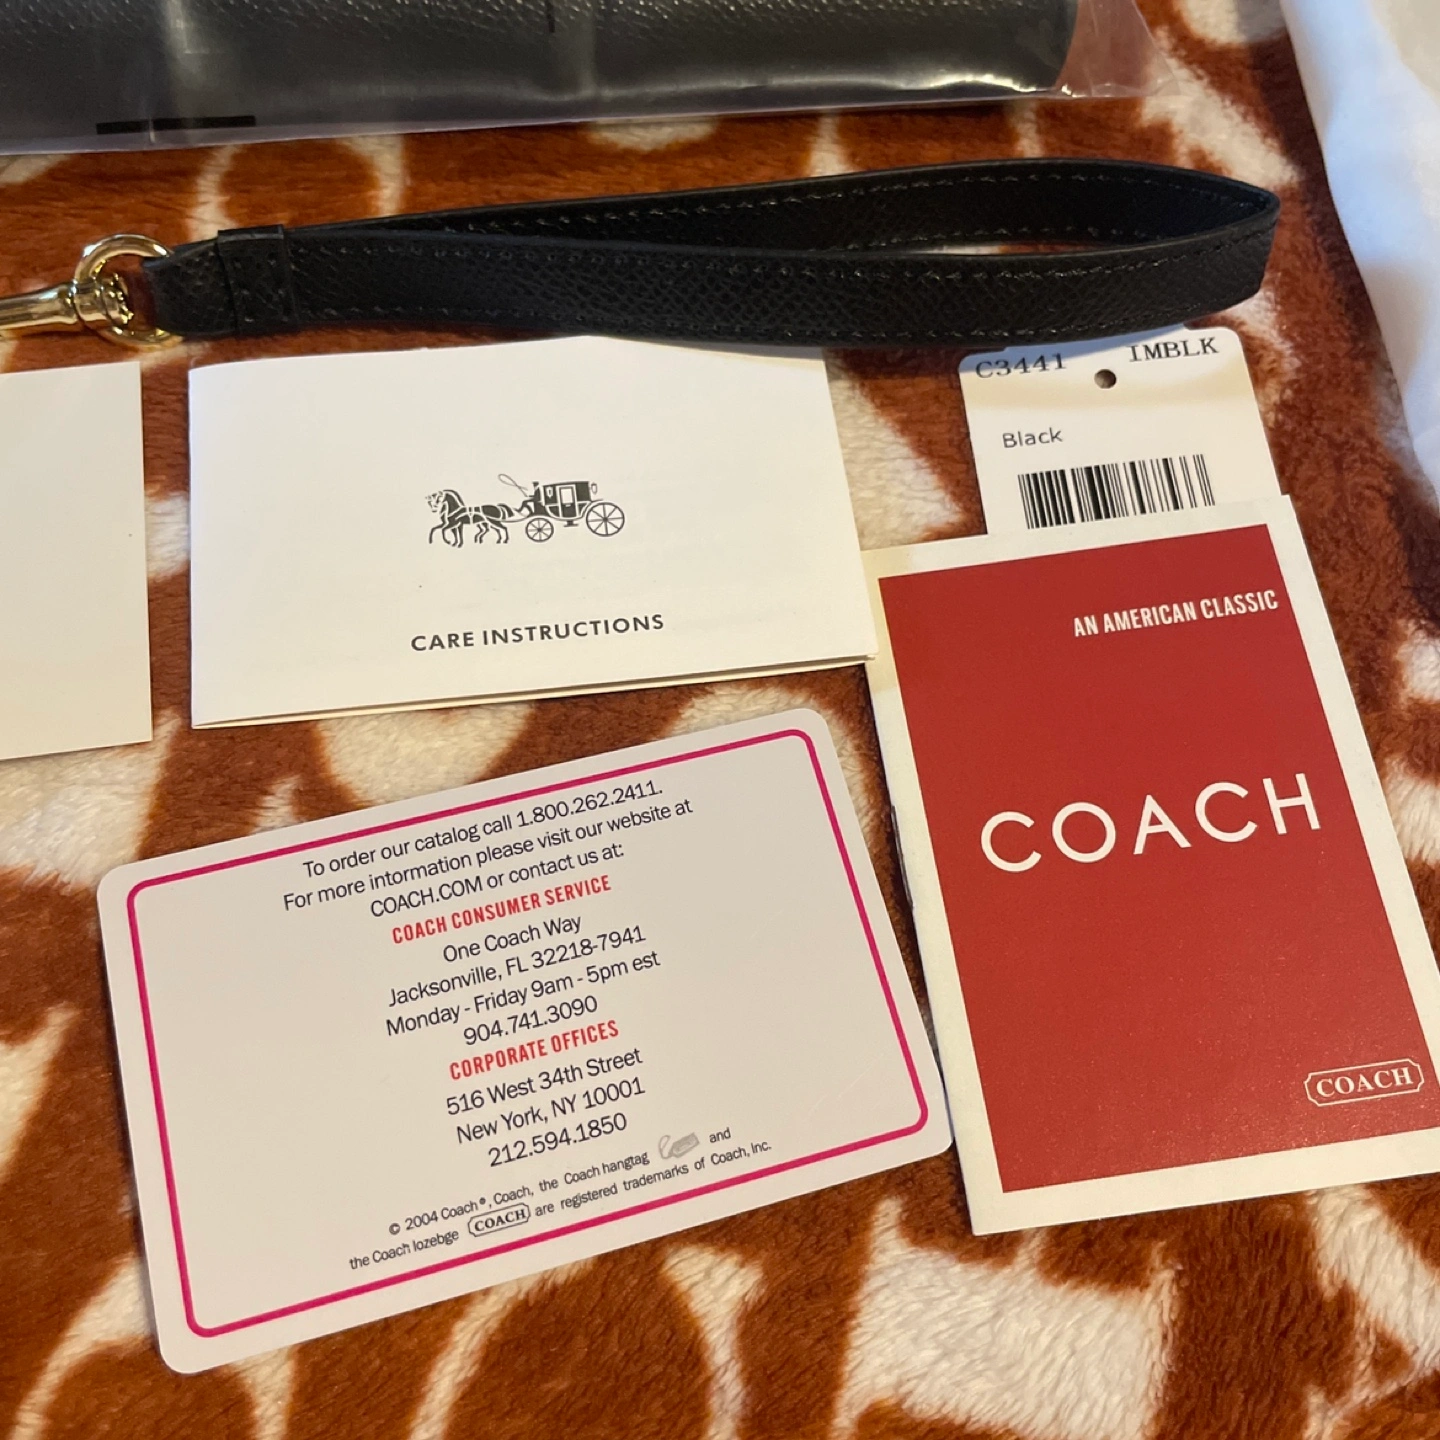 C3441 IMBLK
Black
CARE INSTRUCTIONS
AN AMERICAN CLASSIC
COACH
COACH
To order our catalog call 1.800.262.2411.
For more intormation please visit our website at
COACH.COM or contact us at:
COACH CONSUMER SERVICE
One Coach Way
Jacksonville, FL 32218-7941
Monday - Friday 9am - 5pm est
904.741.3090
CORPORATE OFFICES
516 West 34th Street
New York, NY 10001
212.594.1850
© 2004 Coach®, Coach, the Coach hangtag and
the Coach lozebge COACH are registered trademarks of Coach, Inc.